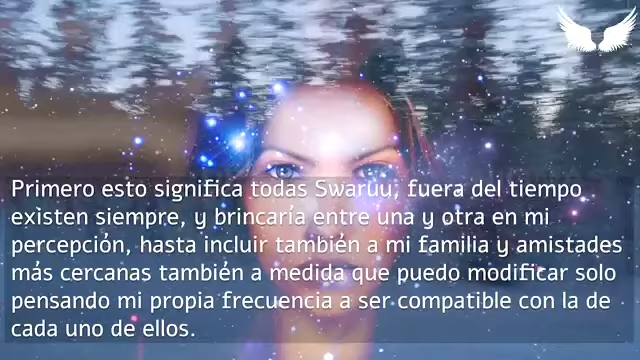 Primero esto significa todas Swaruu, fuera del tiempo
existen siempre, y brincaría entre una y otra en mi
percepción, hasta incluir también a mi familia y amistades
más cercanas también a medida que puedo modificar solo
pensando mi propia frecuencia a ser compatible con la de
cada uno de ellos.